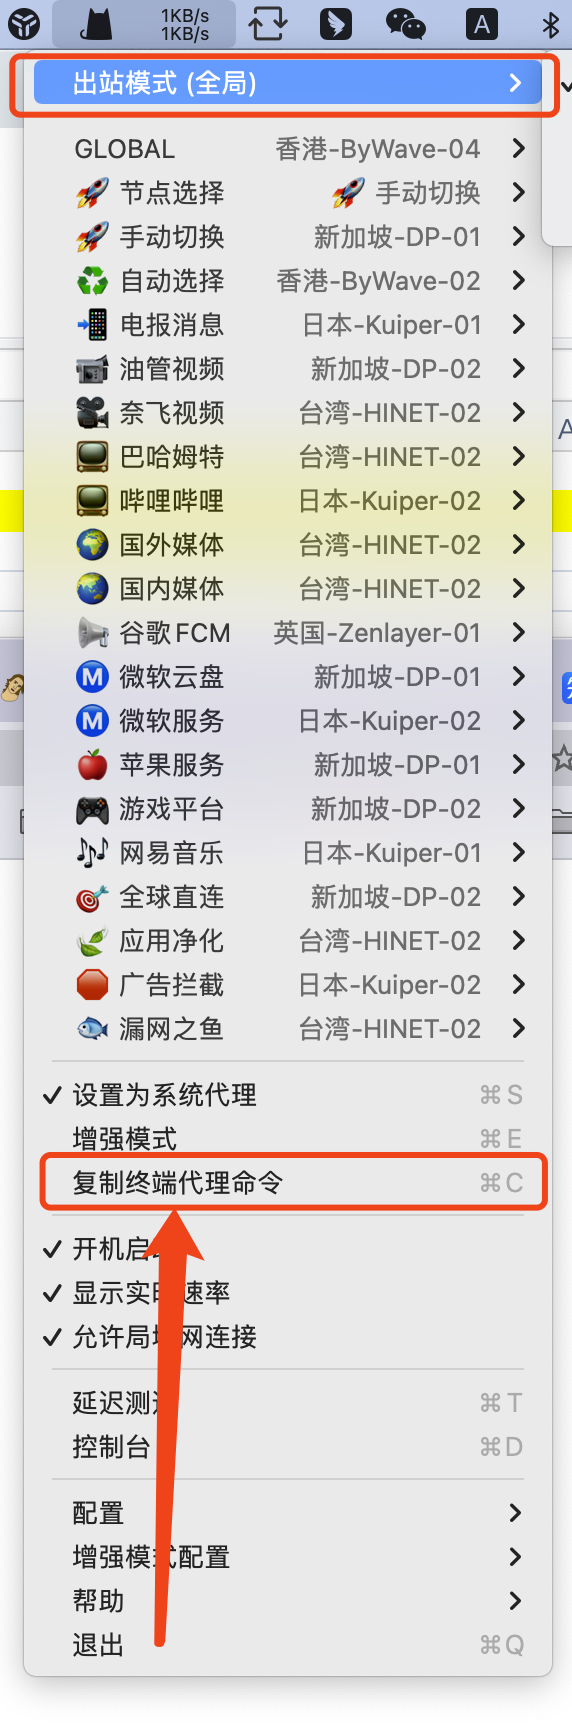 1KB/s
1KB/s
A
出站模式 (全局)
GLOBAL 香港-ByWave-04
节点选择 手动切换
手动切换 新加坡-DP-01
自动选择 香港-ByWave-02
电报消息 日本-Kuiper-01
油管视频 新加坡-DP-02
奈飞视频 台湾-HINET-02
巴哈姆特 台湾-HINET-02
哔哩哔哩 日本-Kuiper-02
国外媒体 台湾-HINET-02
国内媒体 台湾-HINET-02
谷歌FCM 英国-Zenlayer-01
M 微软云盘 新加坡-DP-01
M 微软服务 日本-Kuiper-02
苹果服务 新加坡-DP-01
游戏平台 新加坡-DP-02
网易音乐 日本-Kuiper-01
全球直连 新加坡-DP-02
应用净化 台湾-HINET-02
广告拦截 日本-Kuiper-02
漏网之鱼 台湾-HINET-02
设置为系统代理 ⌘S
增强模式 ⌘E
复制终端代理命令 ⌘C
开机启
显示实时速率
允许局域网连接
延迟测 ⌘T
控制台 ⌘D
配置
增强模式配置
帮助
退出 ⌘Q